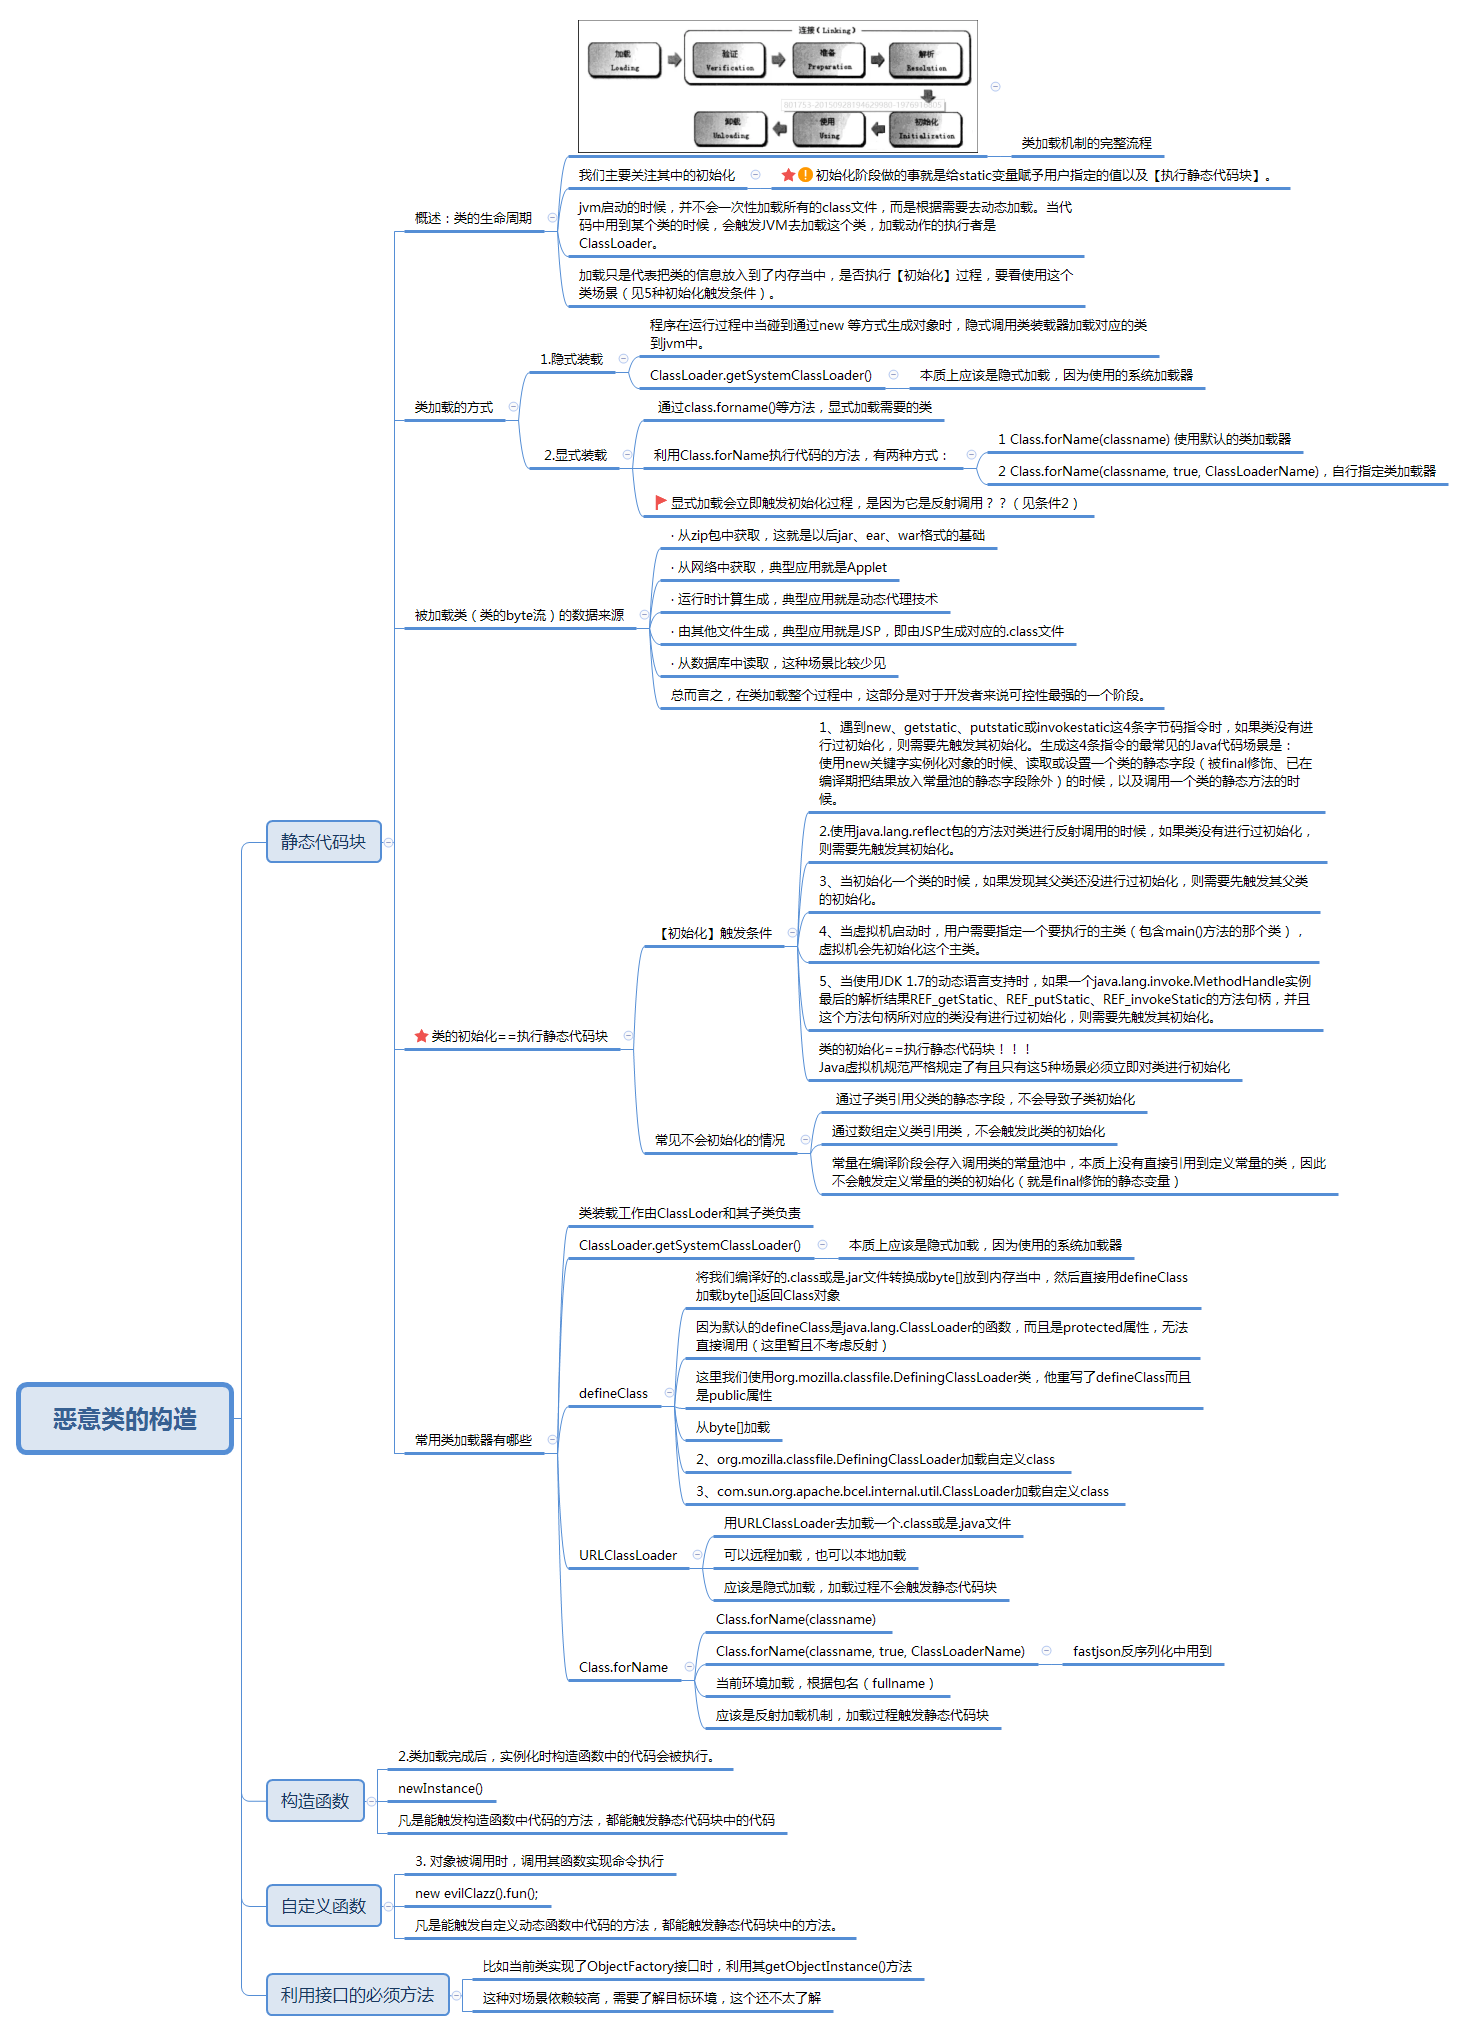 连接(Linking)
加载
Loading
验证
Verification
准备
Preparation
解析
Resolution
卸载
Unloading
使用
Using
初始化
Initialization
类加载机制的完整流程
我们主要关注其中的初始化
初始化阶段做的事就是给static变量赋予用户指定的值以及【执行静态代码块】。
概述：类的生命周期
jvm启动的时候，并不会一次性加载所有的class文件，而是根据需要去动态加载。当代
码中用到某个类的时候，会触发JVM去加载这个类，加载动作的执行者是
ClassLoader。
加载只是代表把类的信息放入到了内存当中，是否执行【初始化】过程，要看使用这个
类场景（见5种初始化触发条件）。
类加载的方式
1.隐式装载
程序在运行过程中当碰到通过new 等方式生成对象时，隐式调用类装载器加载对应的类
到jvm中。
ClassLoader.getSystemClassLoader()
本质上应该是隐式加载，因为使用的系统加载器
2.显式装载
通过class.forname()等方法，显式加载需要的类
利用Class.forName执行代码的方法，有两种方式：
1 Class.forName(classname) 使用默认的类加载器
2 Class.forName(classname, true, ClassLoaderName)，自行指定类加载器
显式加载会立即触发初始化过程，是因为它是反射调用？？（见条件2）
被加载类（类的byte流）的数据来源
· 从zip包中获取，这就是以后jar、ear、war格式的基础
· 从网络中获取，典型应用就是Applet
· 运行时计算生成，典型应用就是动态代理技术
· 由其他文件生成，典型应用就是JSP，即由JSP生成对应的.class文件
· 从数据库中读取，这种场景比较少见
总而言之，在类加载整个过程中，这部分是对于开发者来说可控性最强的一个阶段。
静态代码块
类的初始化==执行静态代码块
【初始化】触发条件
1、遇到new、getstatic、putstatic或invokestatic这4条字节码指令时，如果类没有进
行过初始化，则需要先触发其初始化。生成这4条指令的最常见的Java代码场景是：
使用new关键字实例化对象的时候、读取或设置一个类的静态字段（被final修饰、已在
编译期把结果放入常量池的静态字段除外）的时候，以及调用一个类的静态方法的时
候。
2.使用java.lang.reflect包的方法对类进行反射调用的时候，如果类没有进行过初始化，
则需要先触发其初始化。
3、当初始化一个类的时候，如果发现其父类还没进行过初始化，则需要先触发其父类
的初始化。
4、当虚拟机启动时，用户需要指定一个要执行的主类（包含main()方法的那个类），
虚拟机会先初始化这个主类。
5、当使用JDK 1.7的动态语言支持时，如果一个java.lang.invoke.MethodHandle实例
最后的解析结果REF_getStatic、REF_putStatic、REF_invokeStatic的方法句柄，并且
这个方法句柄所对应的类没有进行过初始化，则需要先触发其初始化。
类的初始化==执行静态代码块！！！
Java虚拟机规范严格规定了有且只有这5种场景必须立即对类进行初始化
常见不会初始化的情况
通过子类引用父类的静态字段，不会导致子类初始化
通过数组定义类引用类，不会触发此类的初始化
常量在编译阶段会存入调用类的常量池中，本质上没有直接引用到定义常量的类，因此
不会触发定义常量的类的初始化（就是final修饰的静态变量）
常用类加载器有哪些
类装载工作由ClassLoder和其子类负责
ClassLoader.getSystemClassLoader()
本质上应该是隐式加载，因为使用的系统加载器
defineClass
将我们编译好的.class或是.jar文件转换成byte[]放到内存当中，然后直接用defineClass
加载byte[]返回Class对象
因为默认的defineClass是java.lang.ClassLoader的函数，而且是protected属性，无法
直接调用（这里暂且不考虑反射）
这里我们使用org.mozilla.classfile.DefiningClassLoader类，他重写了defineClass而且
是public属性
从byte[]加载
2、org.mozilla.classfile.DefiningClassLoader加载自定义class
3、com.sun.org.apache.bcel.internal.util.ClassLoader加载自定义class
URLClassLoader
用URLClassLoader去加载一个.class或是.java文件
可以远程加载，也可以本地加载
应该是隐式加载，加载过程不会触发静态代码块
Class.forName
Class.forName(classname)
Class.forName(classname, true, ClassLoaderName)
fastjson反序列化中用到
当前环境加载，根据包名（fullname）
应该是反射加载机制，加载过程触发静态代码块
恶意类的构造
构造函数
2.类加载完成后，实例化时构造函数中的代码会被执行。
newInstance()
凡是能触发构造函数中代码的方法，都能触发静态代码块中的代码
自定义函数
3. 对象被调用时，调用其函数实现命令执行
new evilClazz().fun();
凡是能触发自定义动态函数中代码的方法，都能触发静态代码块中的方法。
利用接口的必须方法
比如当前类实现了ObjectFactory接口时，利用其getObjectInstance()方法
这种对场景依赖较高，需要了解目标环境，这个还不太了解